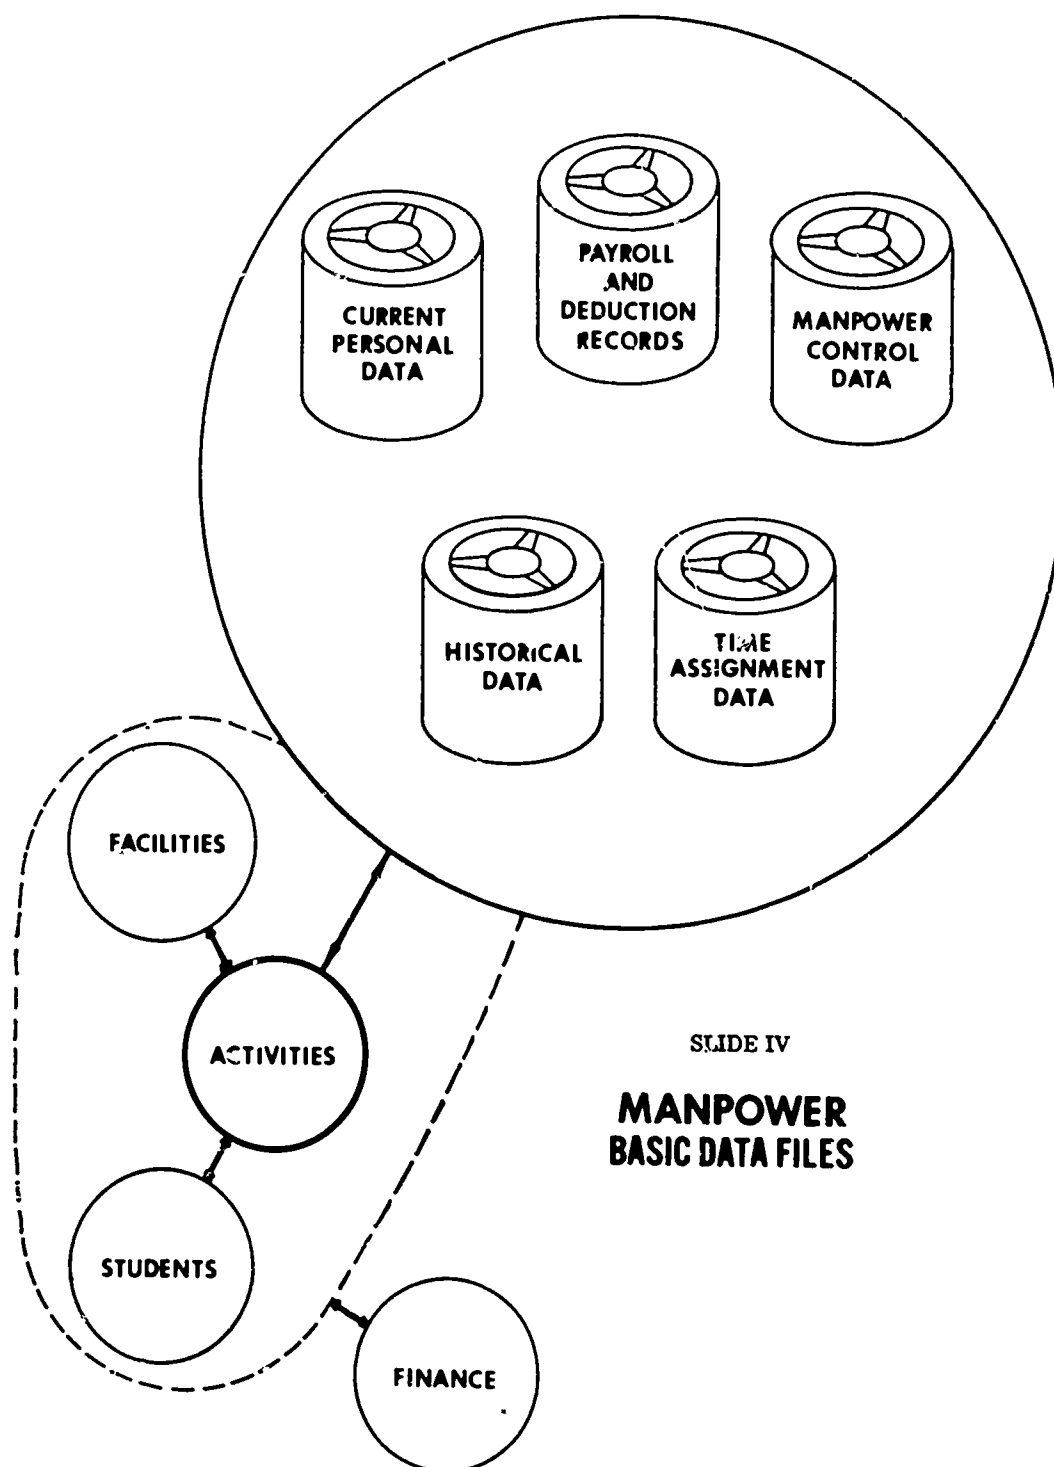 PAYROLL
AND
DEDUCTION
RECORDS
CURRENT
PERSONAL
DATA
MANPOWER
CONTROL
DATA
HISTORICAL
DATA
TIME
ASSIGNMENT
DATA
FACILITIES
ACTIVITIES
STUDENTS
FINANCE
SLIDE IV
MANPOWER
BASIC DATA FILES